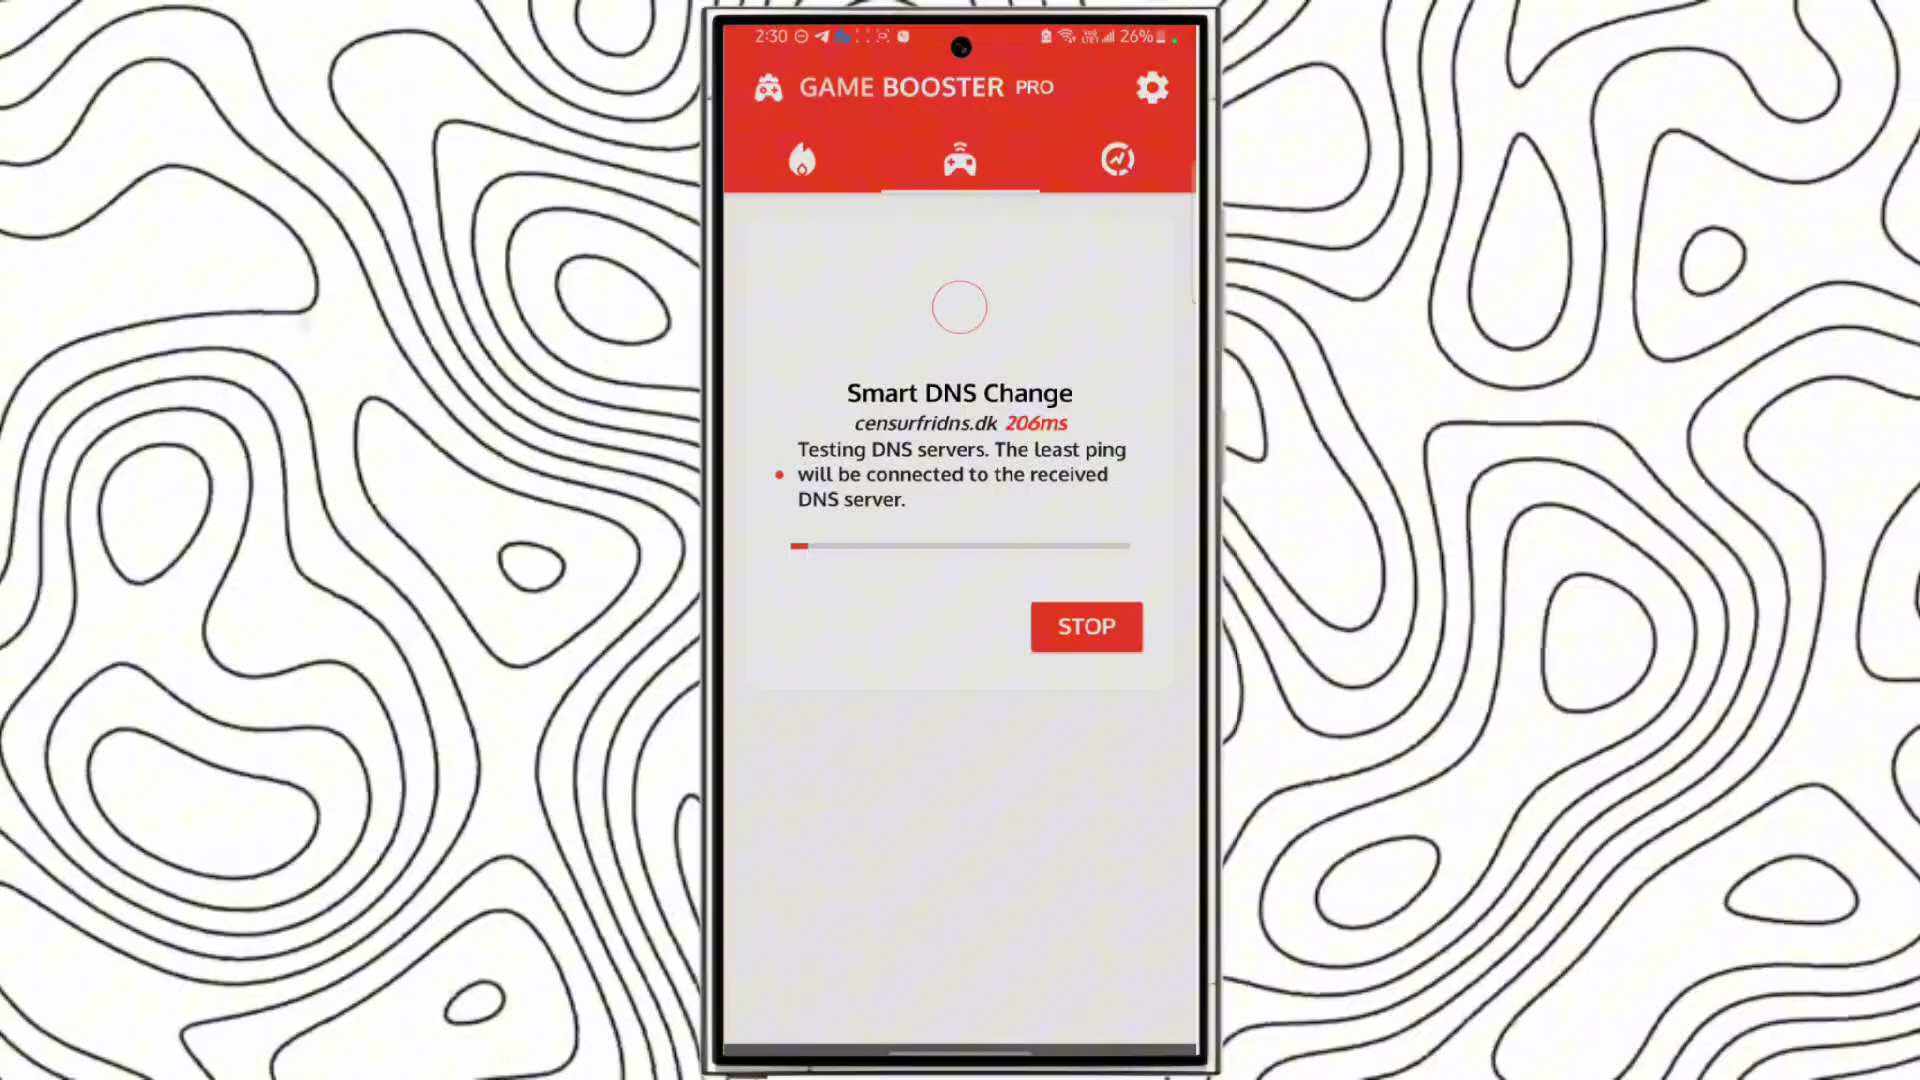 2:30 26%
GAME BOOSTER PRO
Smart DNS Change
censurfridns.dk 206ms
Testing DNS servers. The least ping
will be connected to the received
DNS server.
STOP